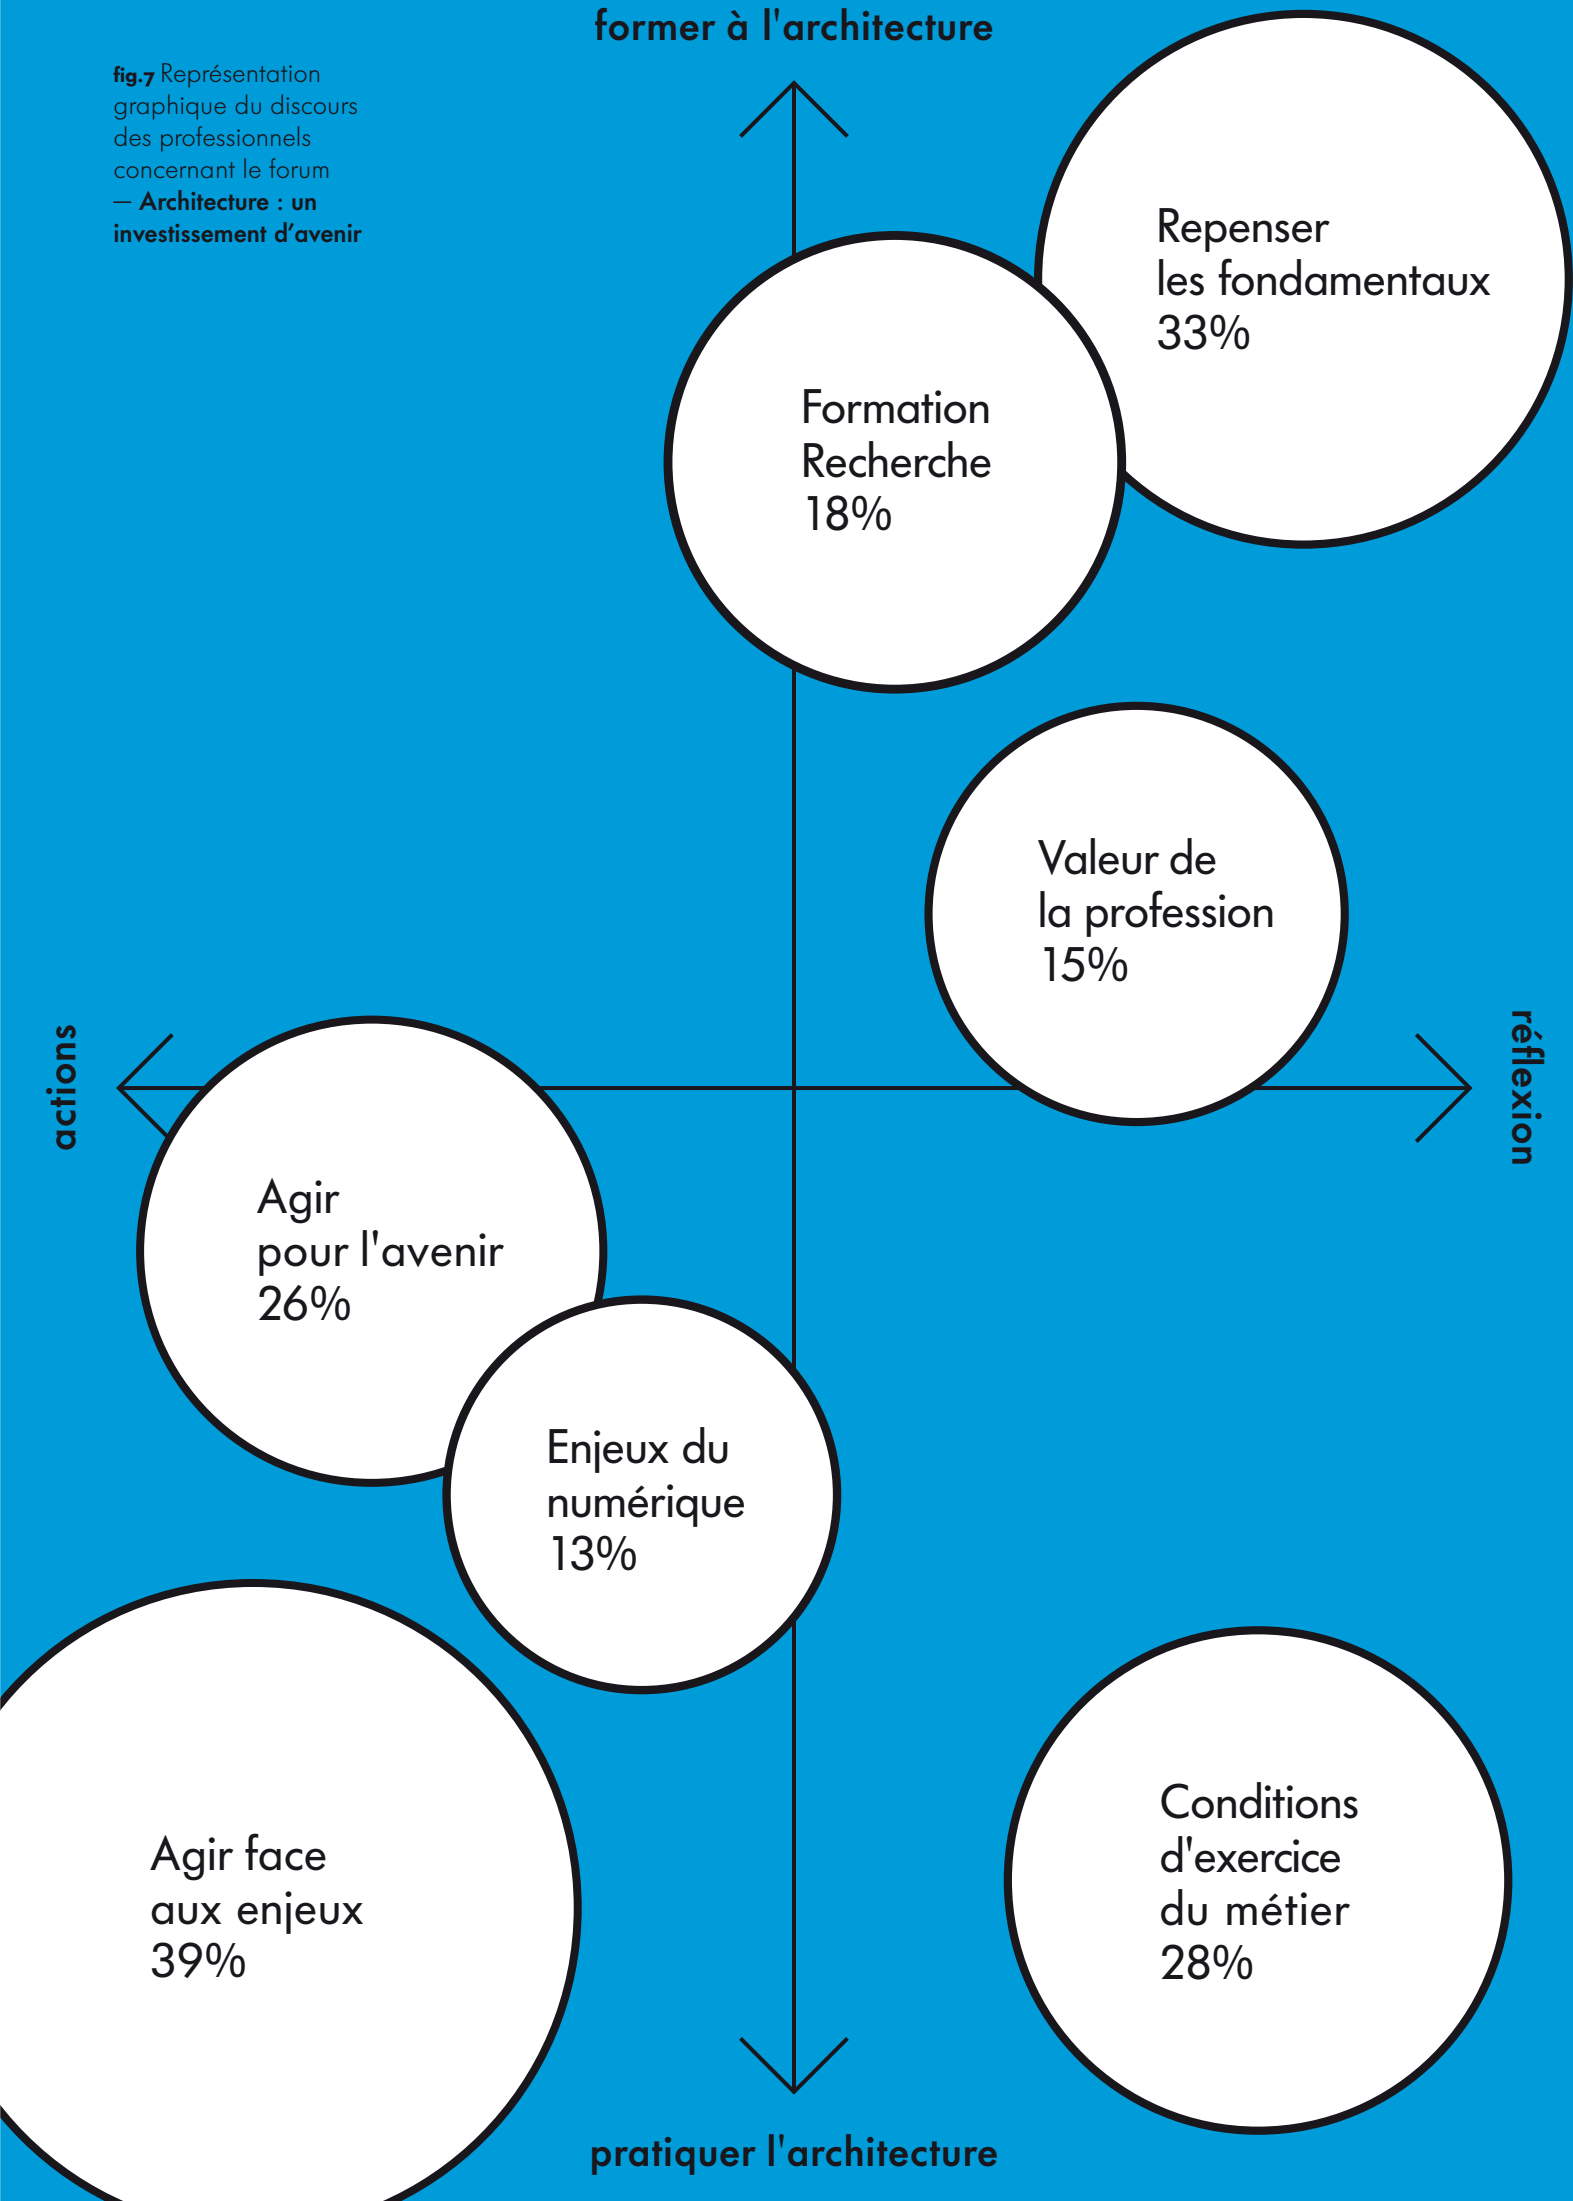 former à l'architecture
fig.7 Représentation
graphique du discours
des professionnels
concernant le forum
— Architecture : un
investissement d’avenir
Repenser
les fondamentaux
33%
Formation
Recherche
18%
Valeur de
la profession
15%
actions
réflexion
Agir
pour l'avenir
26%
Enjeux du
numérique
13%
Agir face
aux enjeux
39%
Conditions
d'exercice
du métier
28%
pratiquer l'architecture